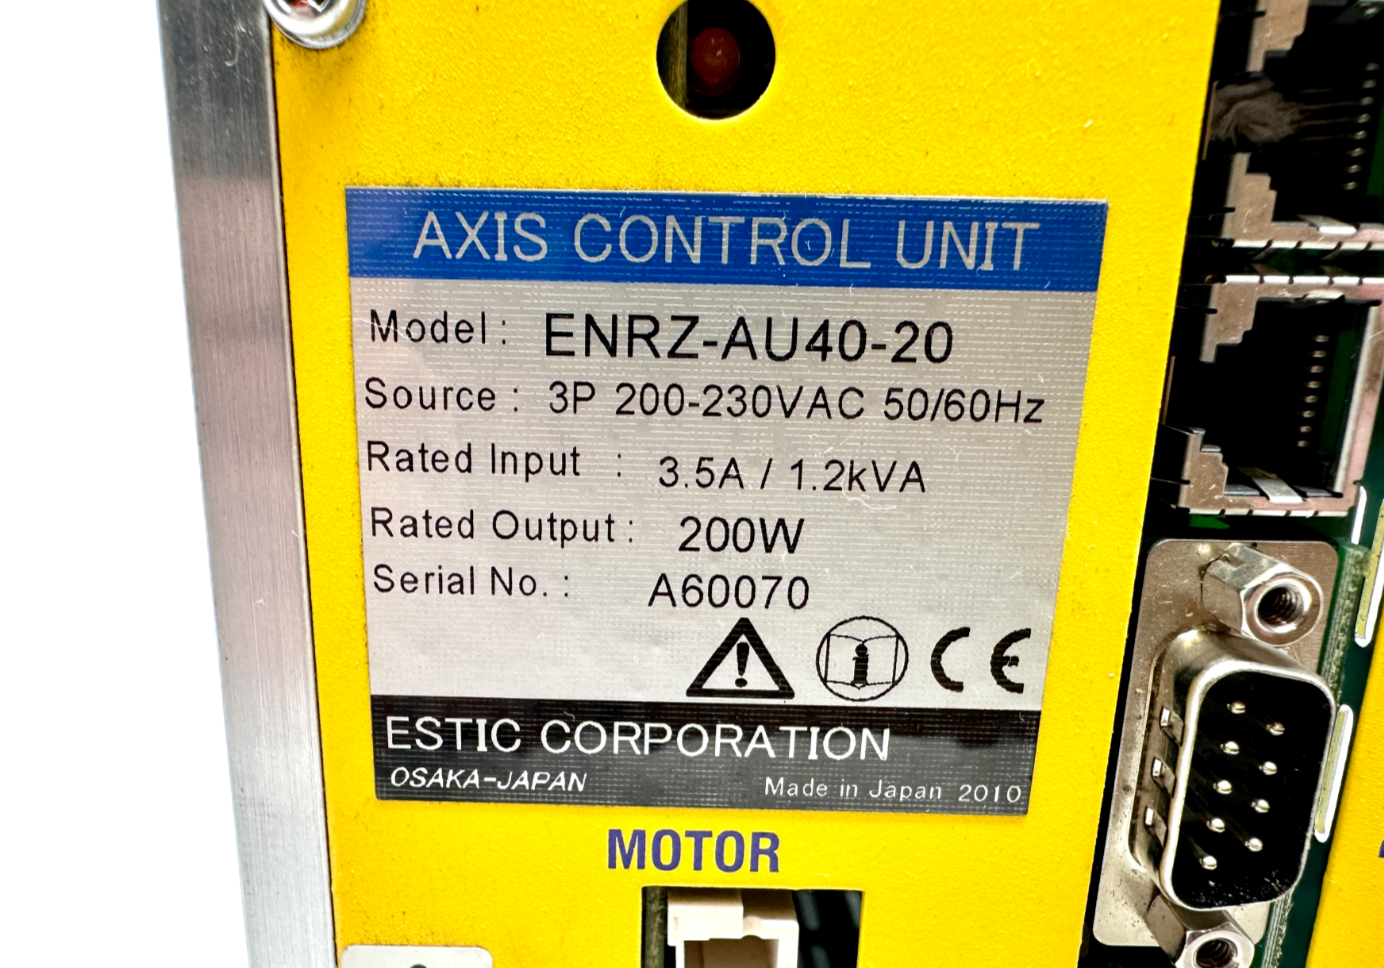 AXIS CONTROL UNIT
Model : ENRZ-AU40-20
Source : 3P 200-230VAC 50/60Hz
Rated Input : 3.5A / 1.2kVA
Rated Output : 200W
Serial No. : A60070
CE
ESTIC CORPORATION
OSAKA-JAPAN Made in Japan 2010
MOTOR